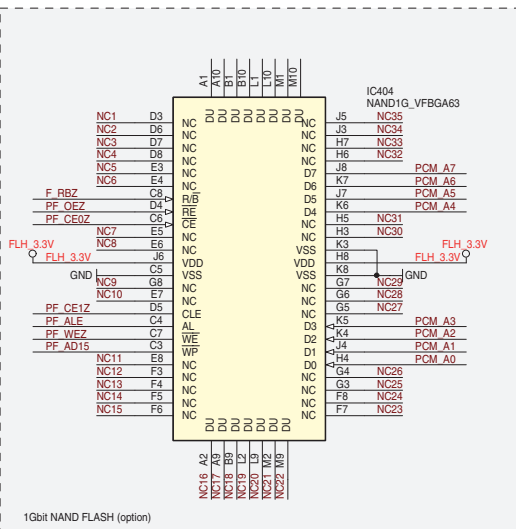 A1 A10 B1 B10 L1 L10 M1 M10
IC404
NAND1G_VFBGA63
DU DU DU DU DU DU DU DU
NC1 D3 NC NC J5 NC35
NC2 D6 NC NC J3 NC34
NC3 D7 NC NC H7 NC33
NC4 D8 NC NC H6 NC32
NC5 E3 NC D7 J8 PCM_A7
NC6 E4 NC D6 K7 PCM_A6
F_RBZ C8 R/B D5 J7 PCM_A5
PF_OEZ D4 RE D4 K6 PCM_A4
PF_CE0Z C6 CE NC H5 NC31
NC7 E5 NC NC H3 NC30
FLH_3.3V NC8 E6 NC VSS K3 FLH_3.3V
FLH_3.3V J6 VDD VDD H8 FLH_3.3V
GND C5 VSS VSS K8 GND
NC9 G8 NC NC G7 NC29
NC10 E7 NC NC G6 NC28
PF_CE1Z D5 CLE NC G5 NC27
PF_ALE C4 AL D3 K5 PCM_A3
PF_WEZ C7 WE D2 K4 PCM_A2
PF_AD15 C3 WP D1 J4 PCM_A1
NC11 E8 NC D0 H4 PCM_A0
NC12 F3 NC NC G4 NC26
NC13 F4 NC NC G3 NC25
NC14 F5 NC NC F8 NC24
NC15 F6 NC NC F7 NC23
DU DU DU DU DU DU DU
A2 A9 B9 L2 L9 M2 M9
NC16 NC17 NC18 NC19 NC20 NC21 NC22
1Gbit NAND FLASH (option)